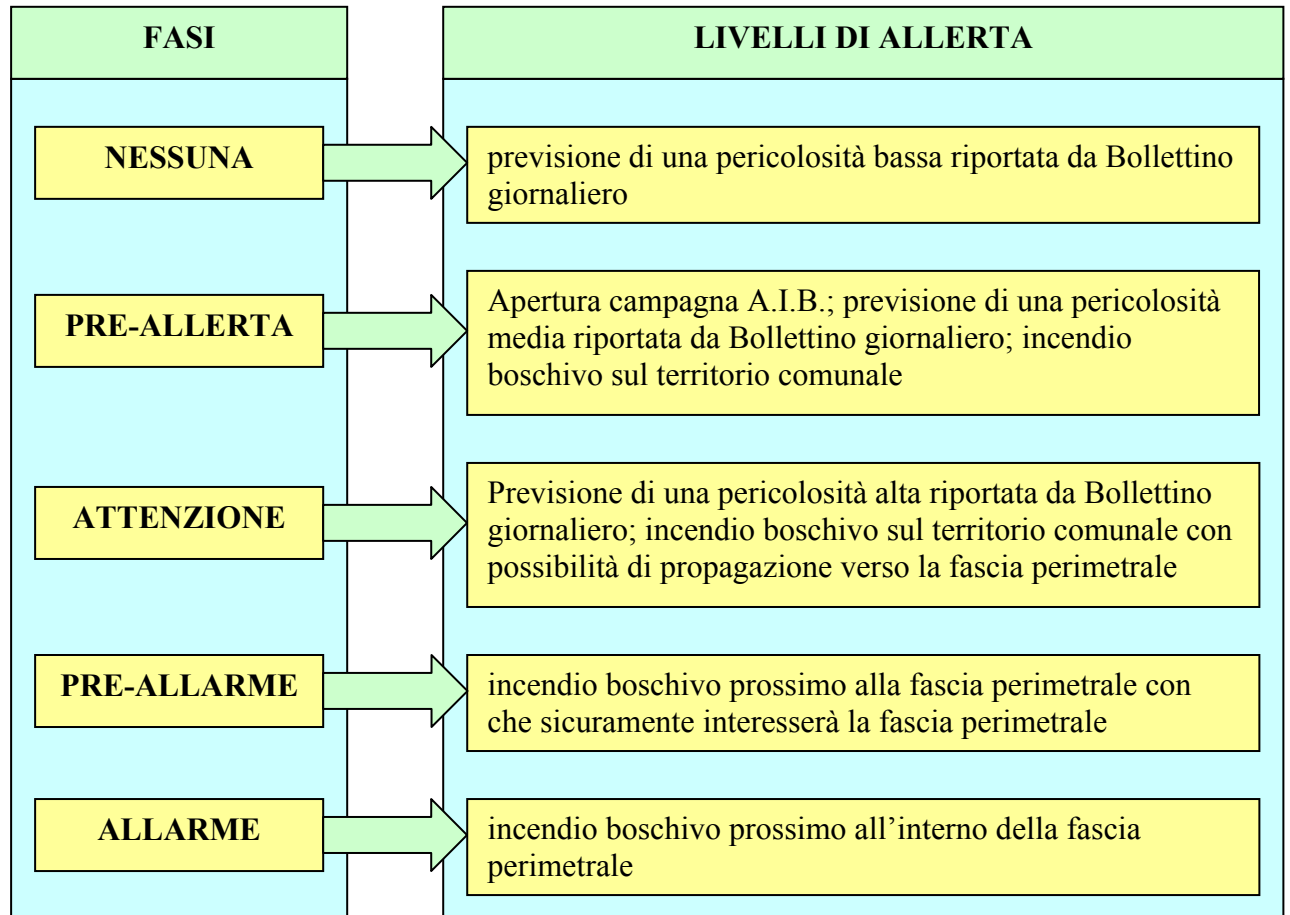 FASI
LIVELLI DI ALLERTA
NESSUNA
previsione di una pericolosità bassa riportata da Bollettino
giornaliero
PRE-ALLERTA
Apertura campagna A.I.B.; previsione di una pericolosità
media riportata da Bollettino giornaliero; incendio
boschivo sul territorio comunale
ATTENZIONE
Previsione di una pericolosità alta riportata da Bollettino
giornaliero; incendio boschivo sul territorio comunale con
possibilità di propagazione verso la fascia perimetrale
PRE-ALLARME
incendio boschivo prossimo alla fascia perimetrale con
che sicuramente interesserà la fascia perimetrale
ALLARME
incendio boschivo prossimo all’interno della fascia
perimetrale